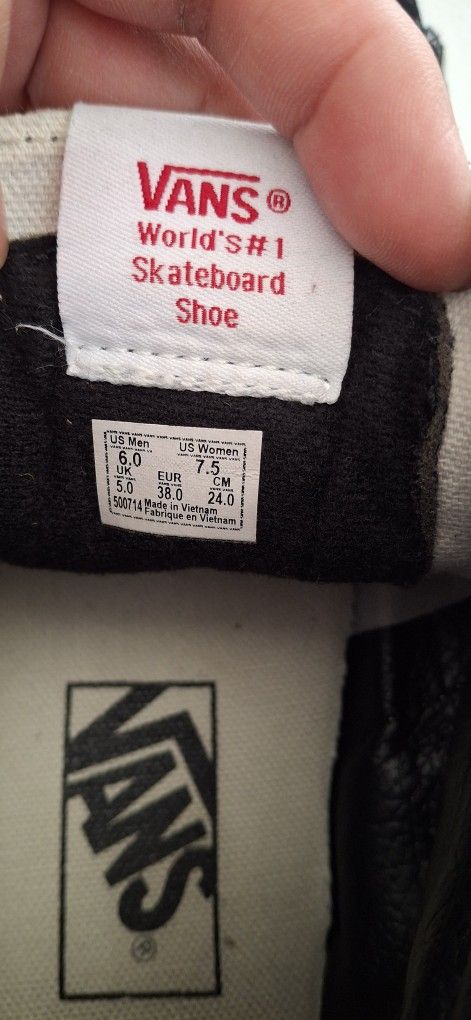 VANS®
World's #1
Skateboard
Shoe
US Men US Women
6.0 7.5
UK EUR CM
5.0 38.0 24.0
500714 Made in Vietnam
Fabrique en Vietnam
VANS
®